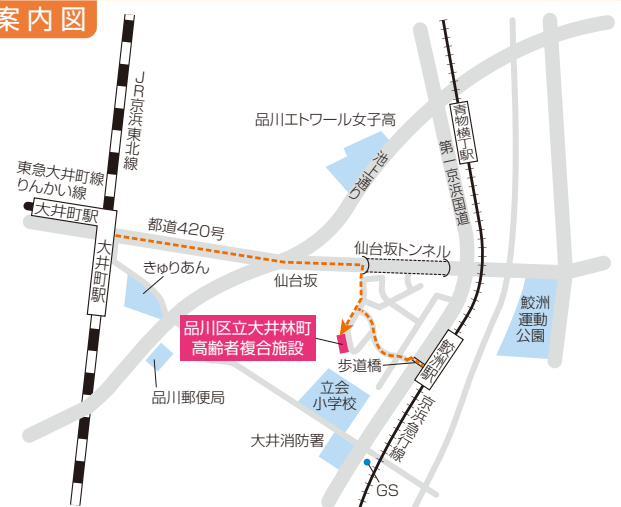 案内図
JR京浜東北線
品川エトワール女子高
池上通り
青物横丁駅
第一京浜国道
東急大井町線
りんかい線
大井町駅
大井町駅
都道420号
仙台坂トンネル
きゅりあん
仙台坂
鮫洲
運動
公園
品川区立大井林町
高齢者複合施設
歩道橋
鮫洲駅
品川郵便局
立会
小学校
京浜急行線
大井消防署
GS